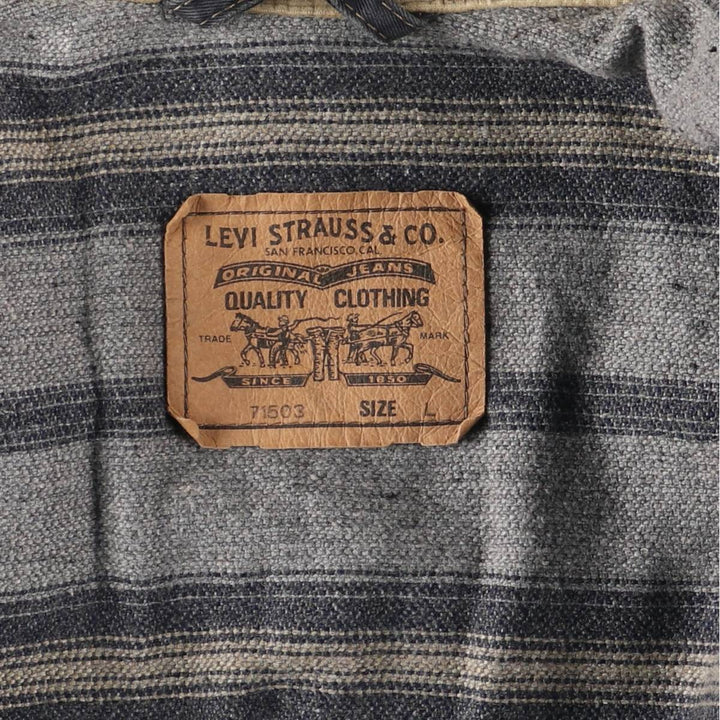 LEVI STRAUSS & CO.
SAN FRANCISCO, CAL
ORIGINAL JEANS
QUALITY CLOTHING
TRADE MARK
SINCE 1850
71503 SIZE L